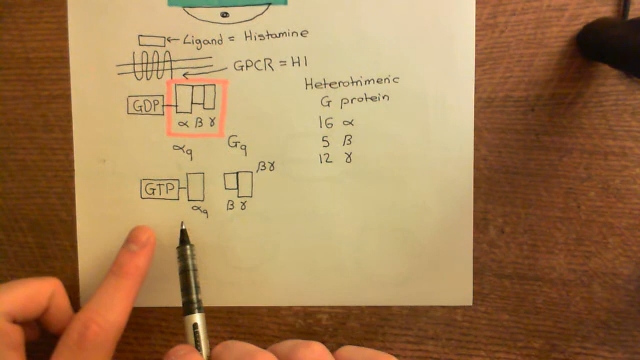 Ligand = Histamine
GPCR = H1
GDP
α β γ
αq Gq
Heterotrimeric
G protein
16 α
5 β
12 γ
GTP
βγ
αq β γ